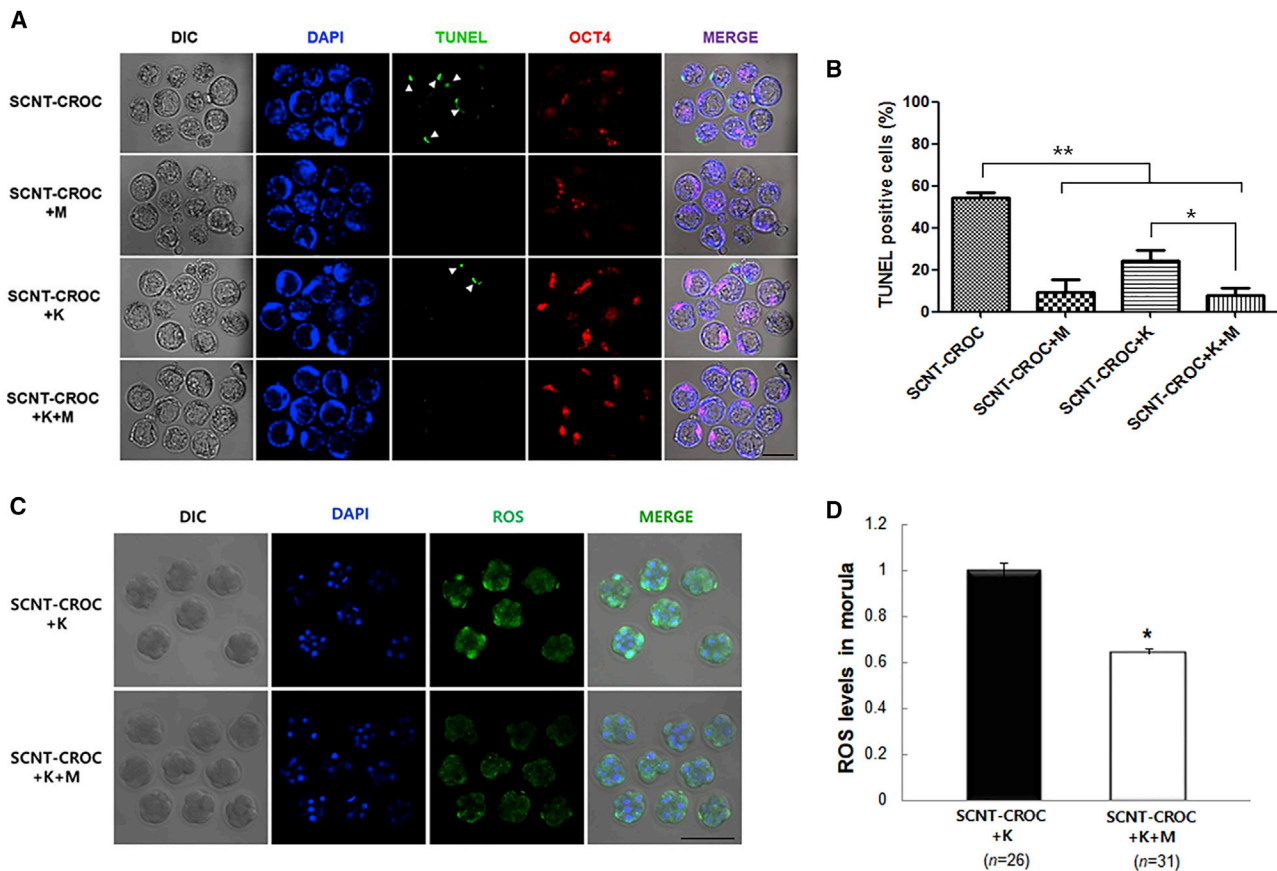 A
DIC DAPI TUNEL OCT4 MERGE
SCNT-CROC
SCNT-CROC
+M
SCNT-CROC
+K
SCNT-CROC
+K+M
B
TUNEL positive cells (%)
100
80
60
40
20
0
**
*
SCNT-CROC
SCNT-CROC+M
SCNT-CROC+K
SCNT-CROC+K+M
C
DIC DAPI ROS MERGE
SCNT-CROC
+K
SCNT-CROC
+K+M
D
ROS levels in morula
1.2
1
0.8
0.6
0.4
0.2
0
*
SCNT-CROC
+K
(n=26)
SCNT-CROC
+K+M
(n=31)